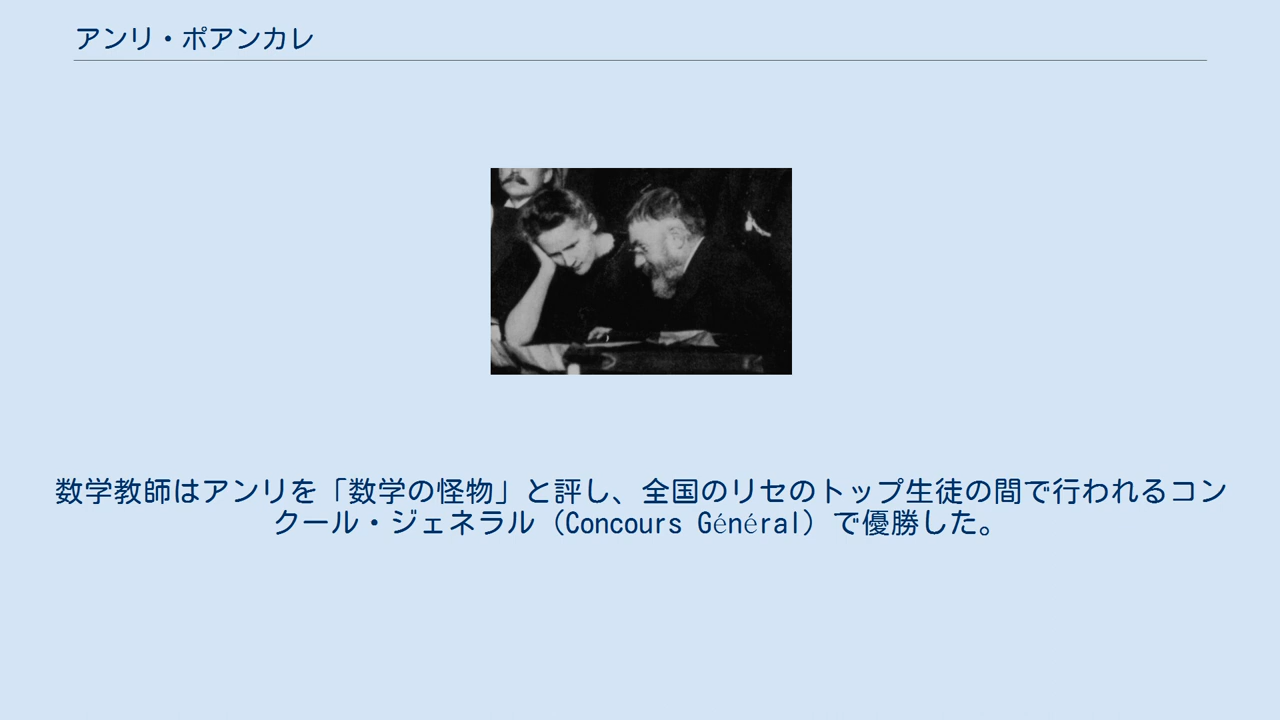 アンリ・ポアンカレ
数学教師はアンリを「数学の怪物」と評し、全国のリセのトップ生徒の間で行われるコン
クール・ジェネラル（Concours Général）で優勝した。